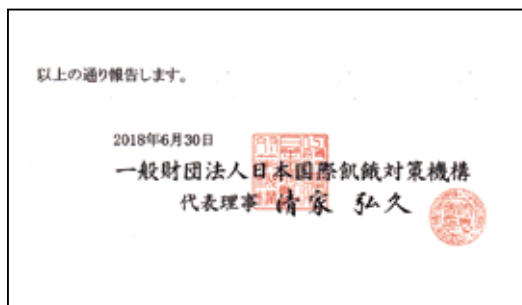 以上の通り報告します。
2018年6月30日
一般財団法人日本国際飢餓対策機構
代表理事 清家 弘久